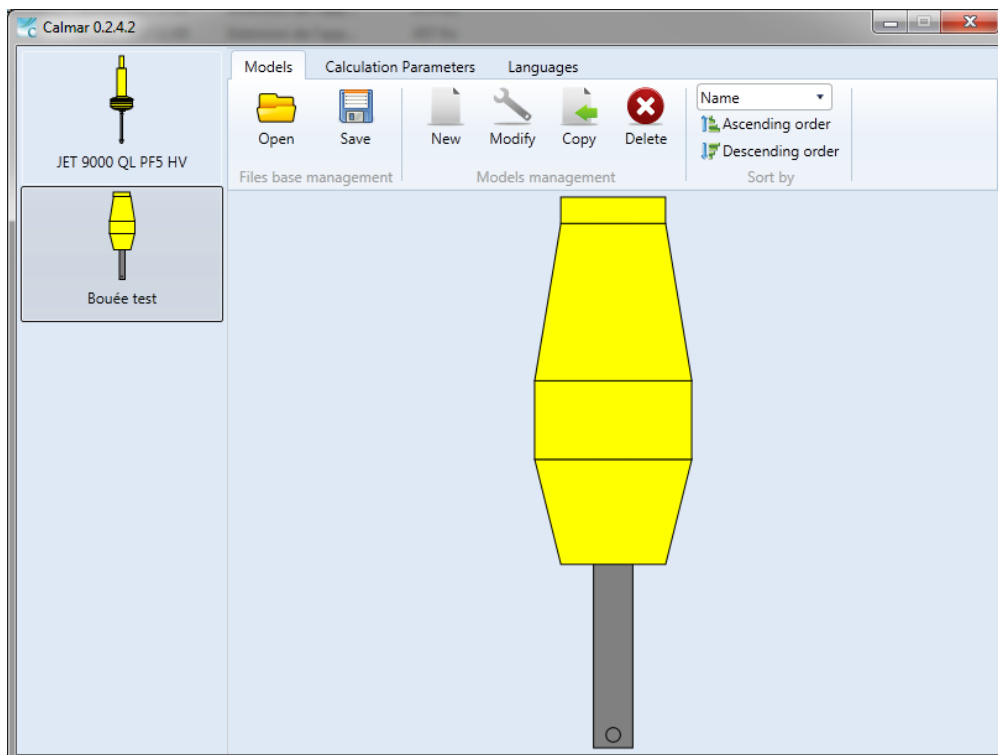 Calmar 0.2.4.2
Models Calculation Parameters Languages
Open Save New Modify Copy Delete
Name
Ascending order
Descending order
Files base management Models management Sort by
JET 9000 QL PF5 HV
Bouée test